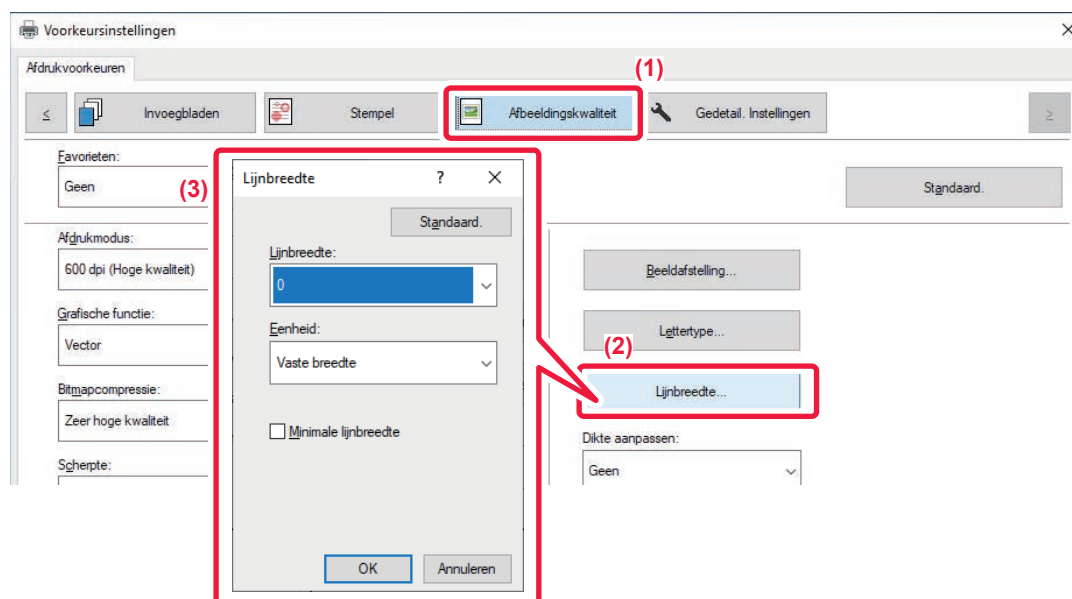 Voorkeursinstellingen
Afdrukvoorkeuren
(1)
<
Invoegbladen
Stempel
Afbeeldingskwaliteit
Gedetail. Instellingen
>
Favorieten:
Geen
Standaard.
(3)
Lijnbreedte
?
Standaard.
Lijnbreedte:
0
Eenheid:
Vaste breedte
Minimale lijnbreedte
OK
Annuleren
Afdrukmodus:
600 dpi (Hoge kwaliteit)
Grafische functie:
Vector
Bitmapcompressie:
Zeer hoge kwaliteit
Scherpte:
Beeldafstelling...
Lettertype...
(2)
Lijnbreedte...
Dikte aanpassen:
Geen